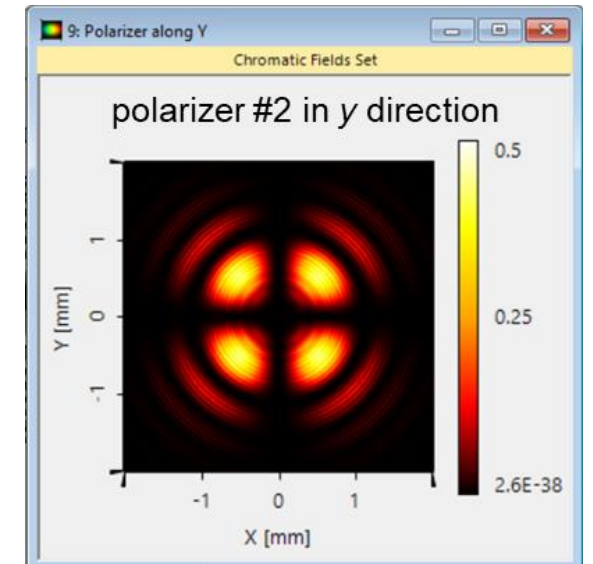 9: Polarizer along Y
Chromatic Fields Set
polarizer #2 in y direction
0.5
0.25
2.6E-38
Y [mm]
1
0
-1
-1
0
1
X [mm]